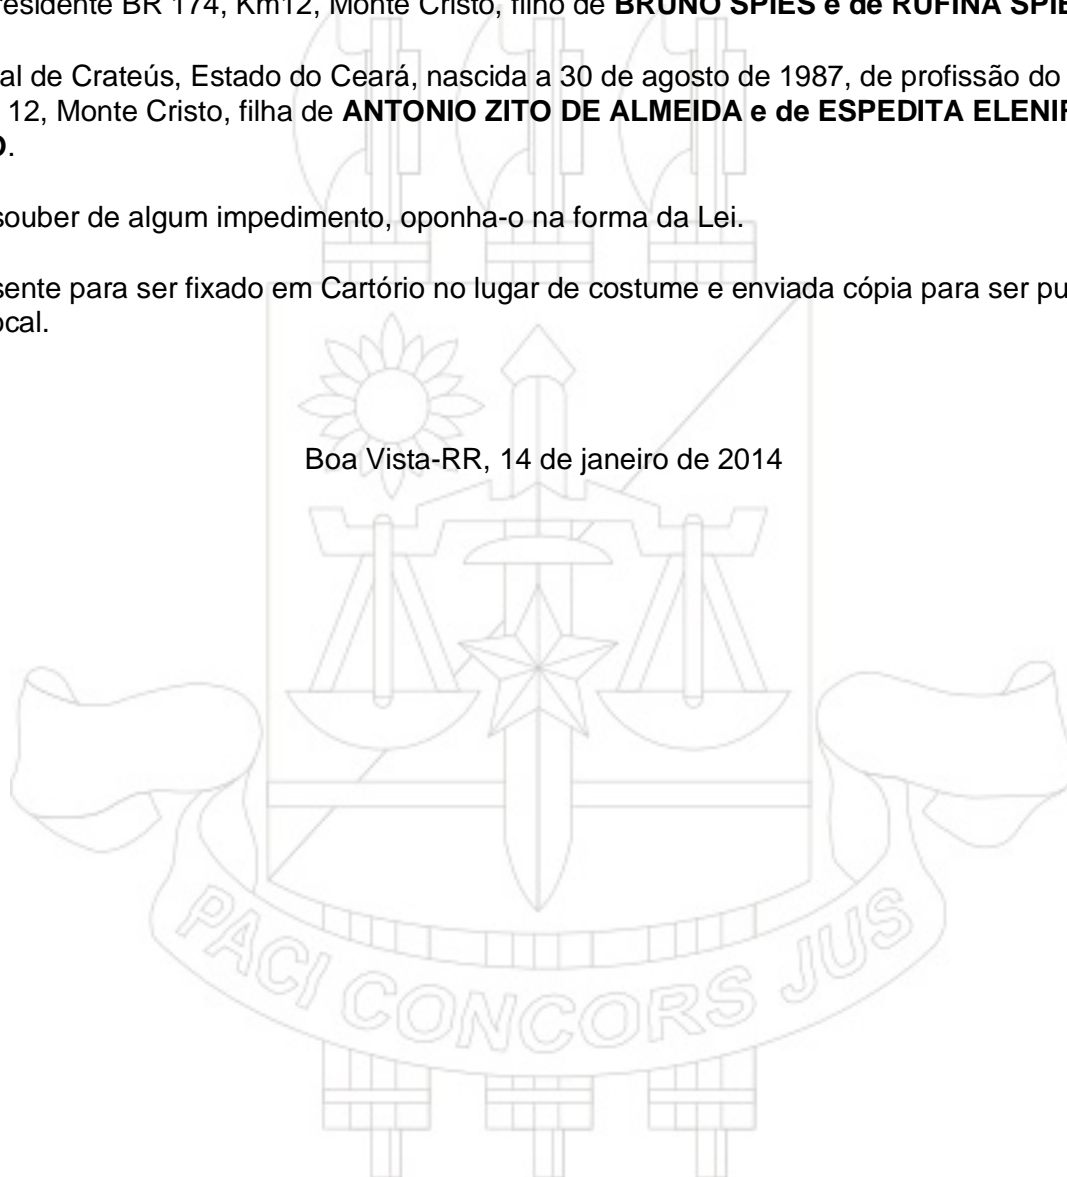 residente BR 174, Km12, Monte Cristo, filho de BRUNO SPIES e de RUFINA
al de Crateús, Estado do Ceará, nascida a 30 de agosto de 1987, de profissão do
12, Monte Cristo, filha de ANTONIO ZITO DE ALMEIDA e de ESPEDITA
souber de algum impedimento, oponha-o na forma da Lei.
sente para ser fixado em Cartório no lugar de costume e enviada cópia para ser pu
ocal.
Boa Vista-RR, 14 de janeiro de 2014
PACI CONCORS JUS